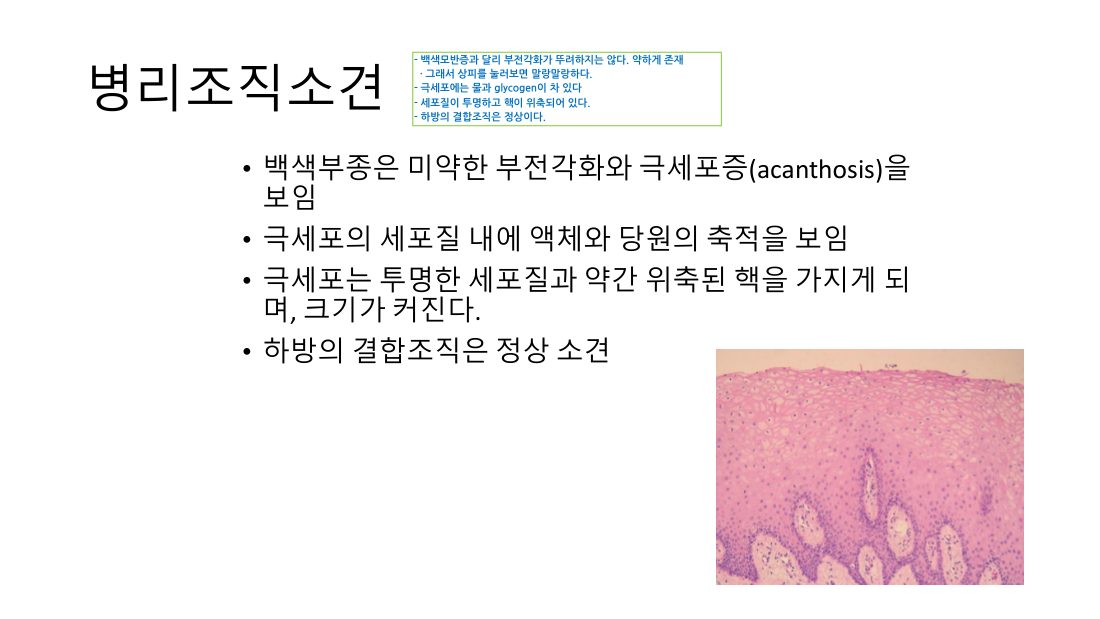 병리조직소견
- 백색모반증과 달리 부전각화가 뚜려하지는 않다. 약하게 존재
· 그래서 상피를 눌러보면 말랑말랑하다.
- 극세포에는 물과 glycogen이 차 있다
- 세포질이 투명하고 핵이 위축되어 있다.
- 하방의 결합조직은 정상이다.
• 백색부종은 미약한 부전각화와 극세포증(acanthosis)을
보임
• 극세포의 세포질 내에 액체와 당원의 축적을 보임
• 극세포는 투명한 세포질과 약간 위축된 핵을 가지게 되
며, 크기가 커진다.
• 하방의 결합조직은 정상 소견